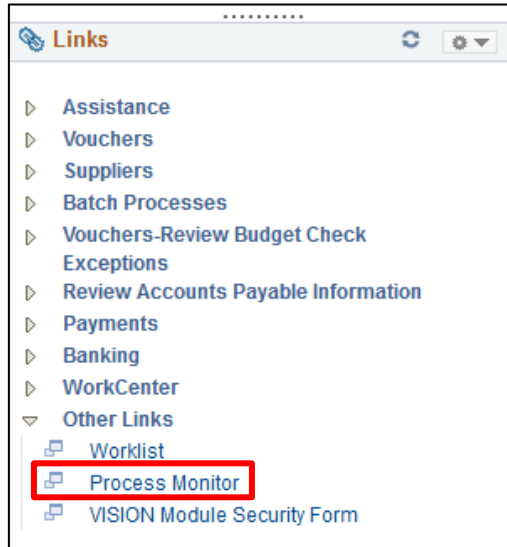 Links
Assistance
Vouchers
Suppliers
Batch Processes
Vouchers-Review Budget Check
Exceptions
Review Accounts Payable Information
Payments
Banking
WorkCenter
Other Links
Worklist
Process Monitor
VISION Module Security Form